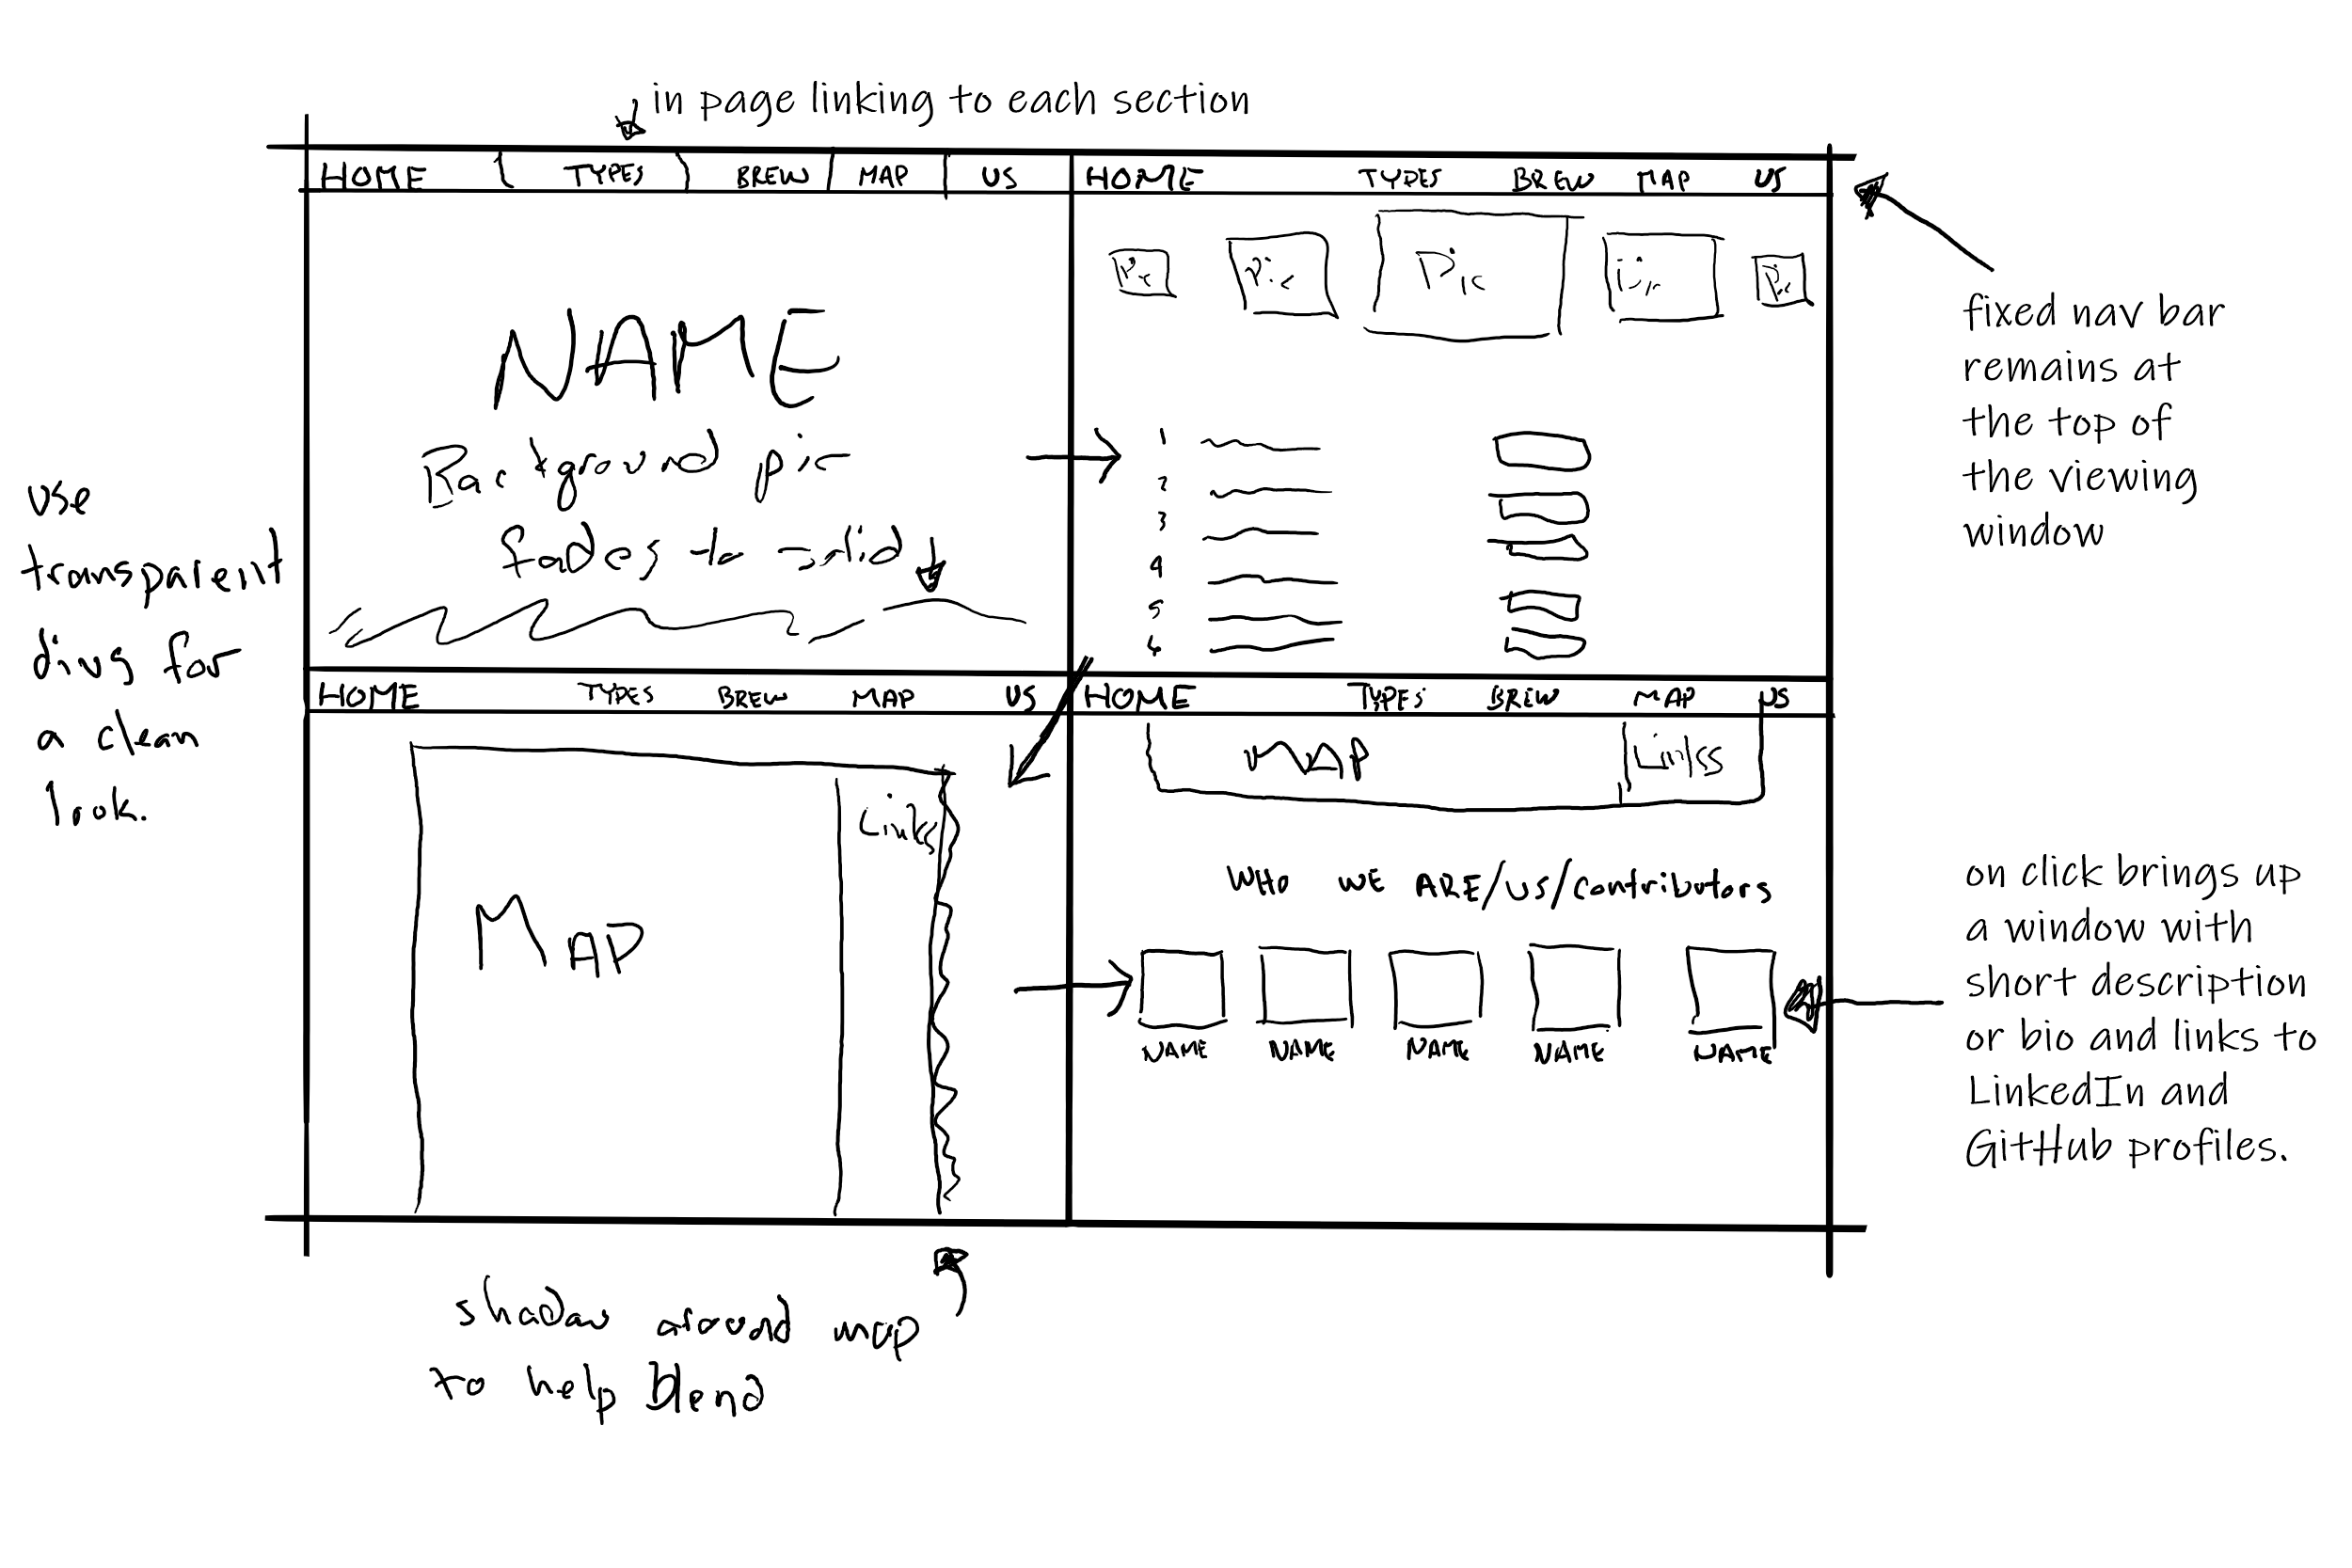 in page linking to each section
HOME TYPES BREW MAP US
NAME
Background pic
fades to solid
HOME TYPES BREW MAP US
Pic Pic Pic Pic
1
2
3
4
5
6
fixed nav bar
remains at
the top of
the viewing
window
use
transparent
divs for
a clean
look.
HOME TYPES BREW MAP US
MAP
Links
HOME TYPES BREW MAP US
MAP Links
WHO WE ARE/US/contributors
NAME NAME NAME NAME NAME
on click brings up
a window with
short description
or bio and links to
LinkedIn and
GitHub profiles.
shadow around map
to help blend